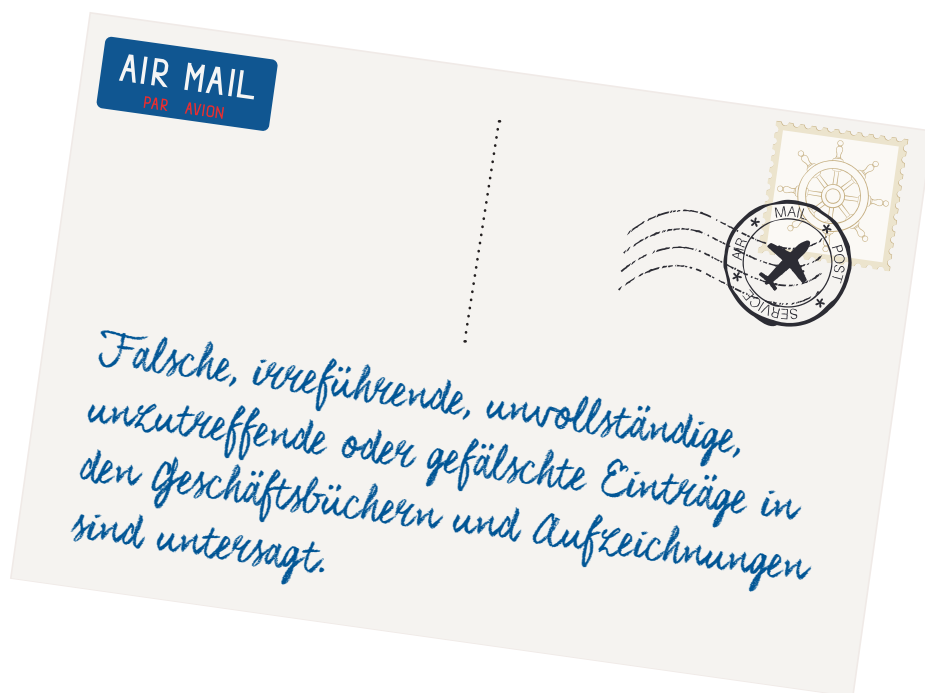 AIR MAIL
PAR AVION
AIR MAIL POST SERVICE
Falsche, irreführende, unvollständige,
unzutreffende oder gefälschte Einträge in
den Geschäftsbüchern und Aufzeichnungen
sind untersagt.